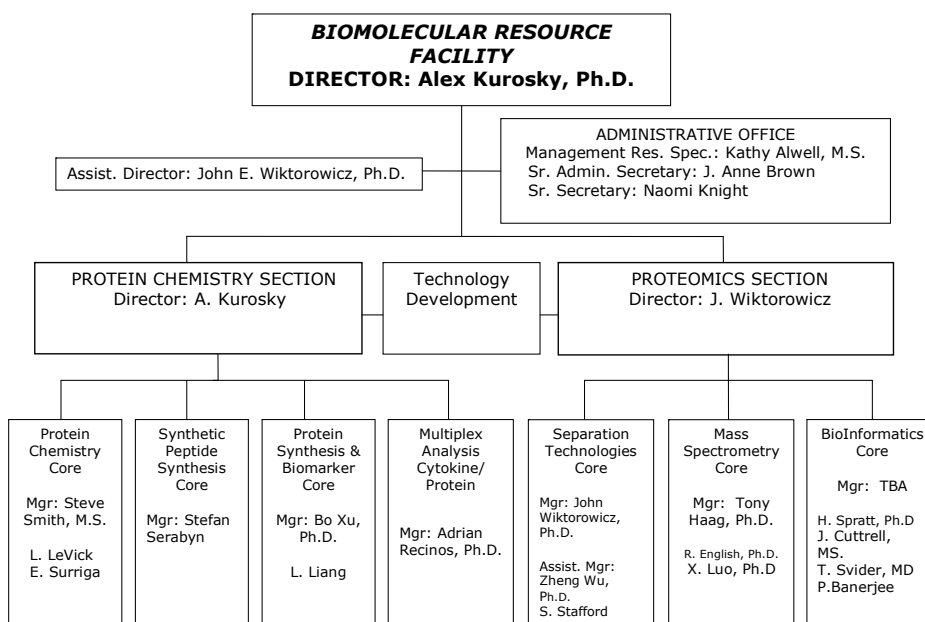 BIOMOLECULAR RESOURCE
FACILITY
DIRECTOR: Alex Kurosky, Ph.D.
Assist. Director: John E. Wiktorowicz, Ph.D.
ADMINISTRATIVE OFFICE
Management Res. Spec.: Kathy Alwell, M.S.
Sr. Admin. Secretary: J. Anne Brown
Sr. Secretary: Naomi Knight
PROTEIN CHEMISTRY SECTION
Director: A. Kurosky
Technology
Development
PROTEOMICS SECTION
Director: J. Wiktorowicz
Protein
Chemistry
Core
Mgr: Steve
Smith, M.S.
L. LeVick
E. Surriga
Synthetic
Peptide
Synthesis
Core
Mgr: Stefan
Serabyn
Protein
Synthesis &
Biomarker
Core
Mgr: Bo Xu,
Ph.D.
L. Liang
Multiplex
Analysis
Cytokine/
Protein
Mgr: Adrian
Recinos, Ph.D.
Separation
Technologies
Core
Mgr: John
Wiktorowicz,
Ph.D.
Assist. Mgr:
Zheng Wu,
Ph.D.
S. Stafford
Mass
Spectrometry
Core
Mgr: Tony
Haag, Ph.D.
R. English, Ph.D.
X. Luo, Ph.D
BioInformatics
Core
Mgr: TBA
H. Spratt, Ph.D
J. Cuttrell,
MS.
T. Svider, MD
P.Banerjee